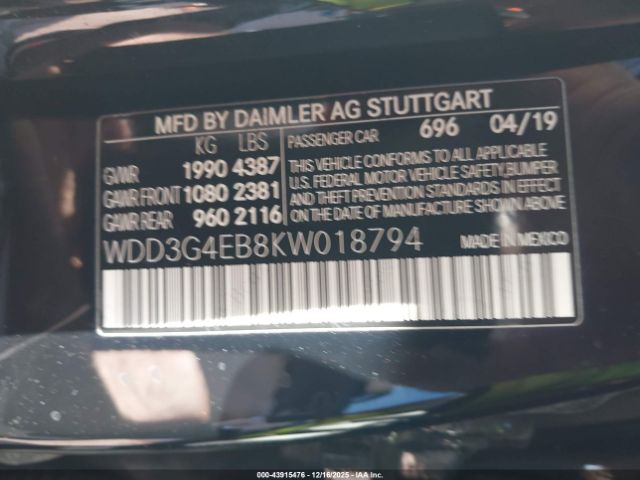 MFD BY DAIMLER AG STUTTGART
KG LBS
GVWR 1990 4387
GAWR FRONT 1080 2381
GAWR REAR 960 2116
PASSENGER CAR 696 04/19
THIS VEHICLE CONFORMS TO ALL APPLICABLE
U.S. FEDERAL MOTOR VEHICLE SAFETY, BUMPER
AND THEFT PREVENTION STANDARDS IN EFFECT
ON THE DATE OF MANUFACTURE SHOWN ABOVE.
WDD3G4EB8KW018794
MADE IN MEXICO
000-43915476 • 12/16/2025 • IAAI Inc.